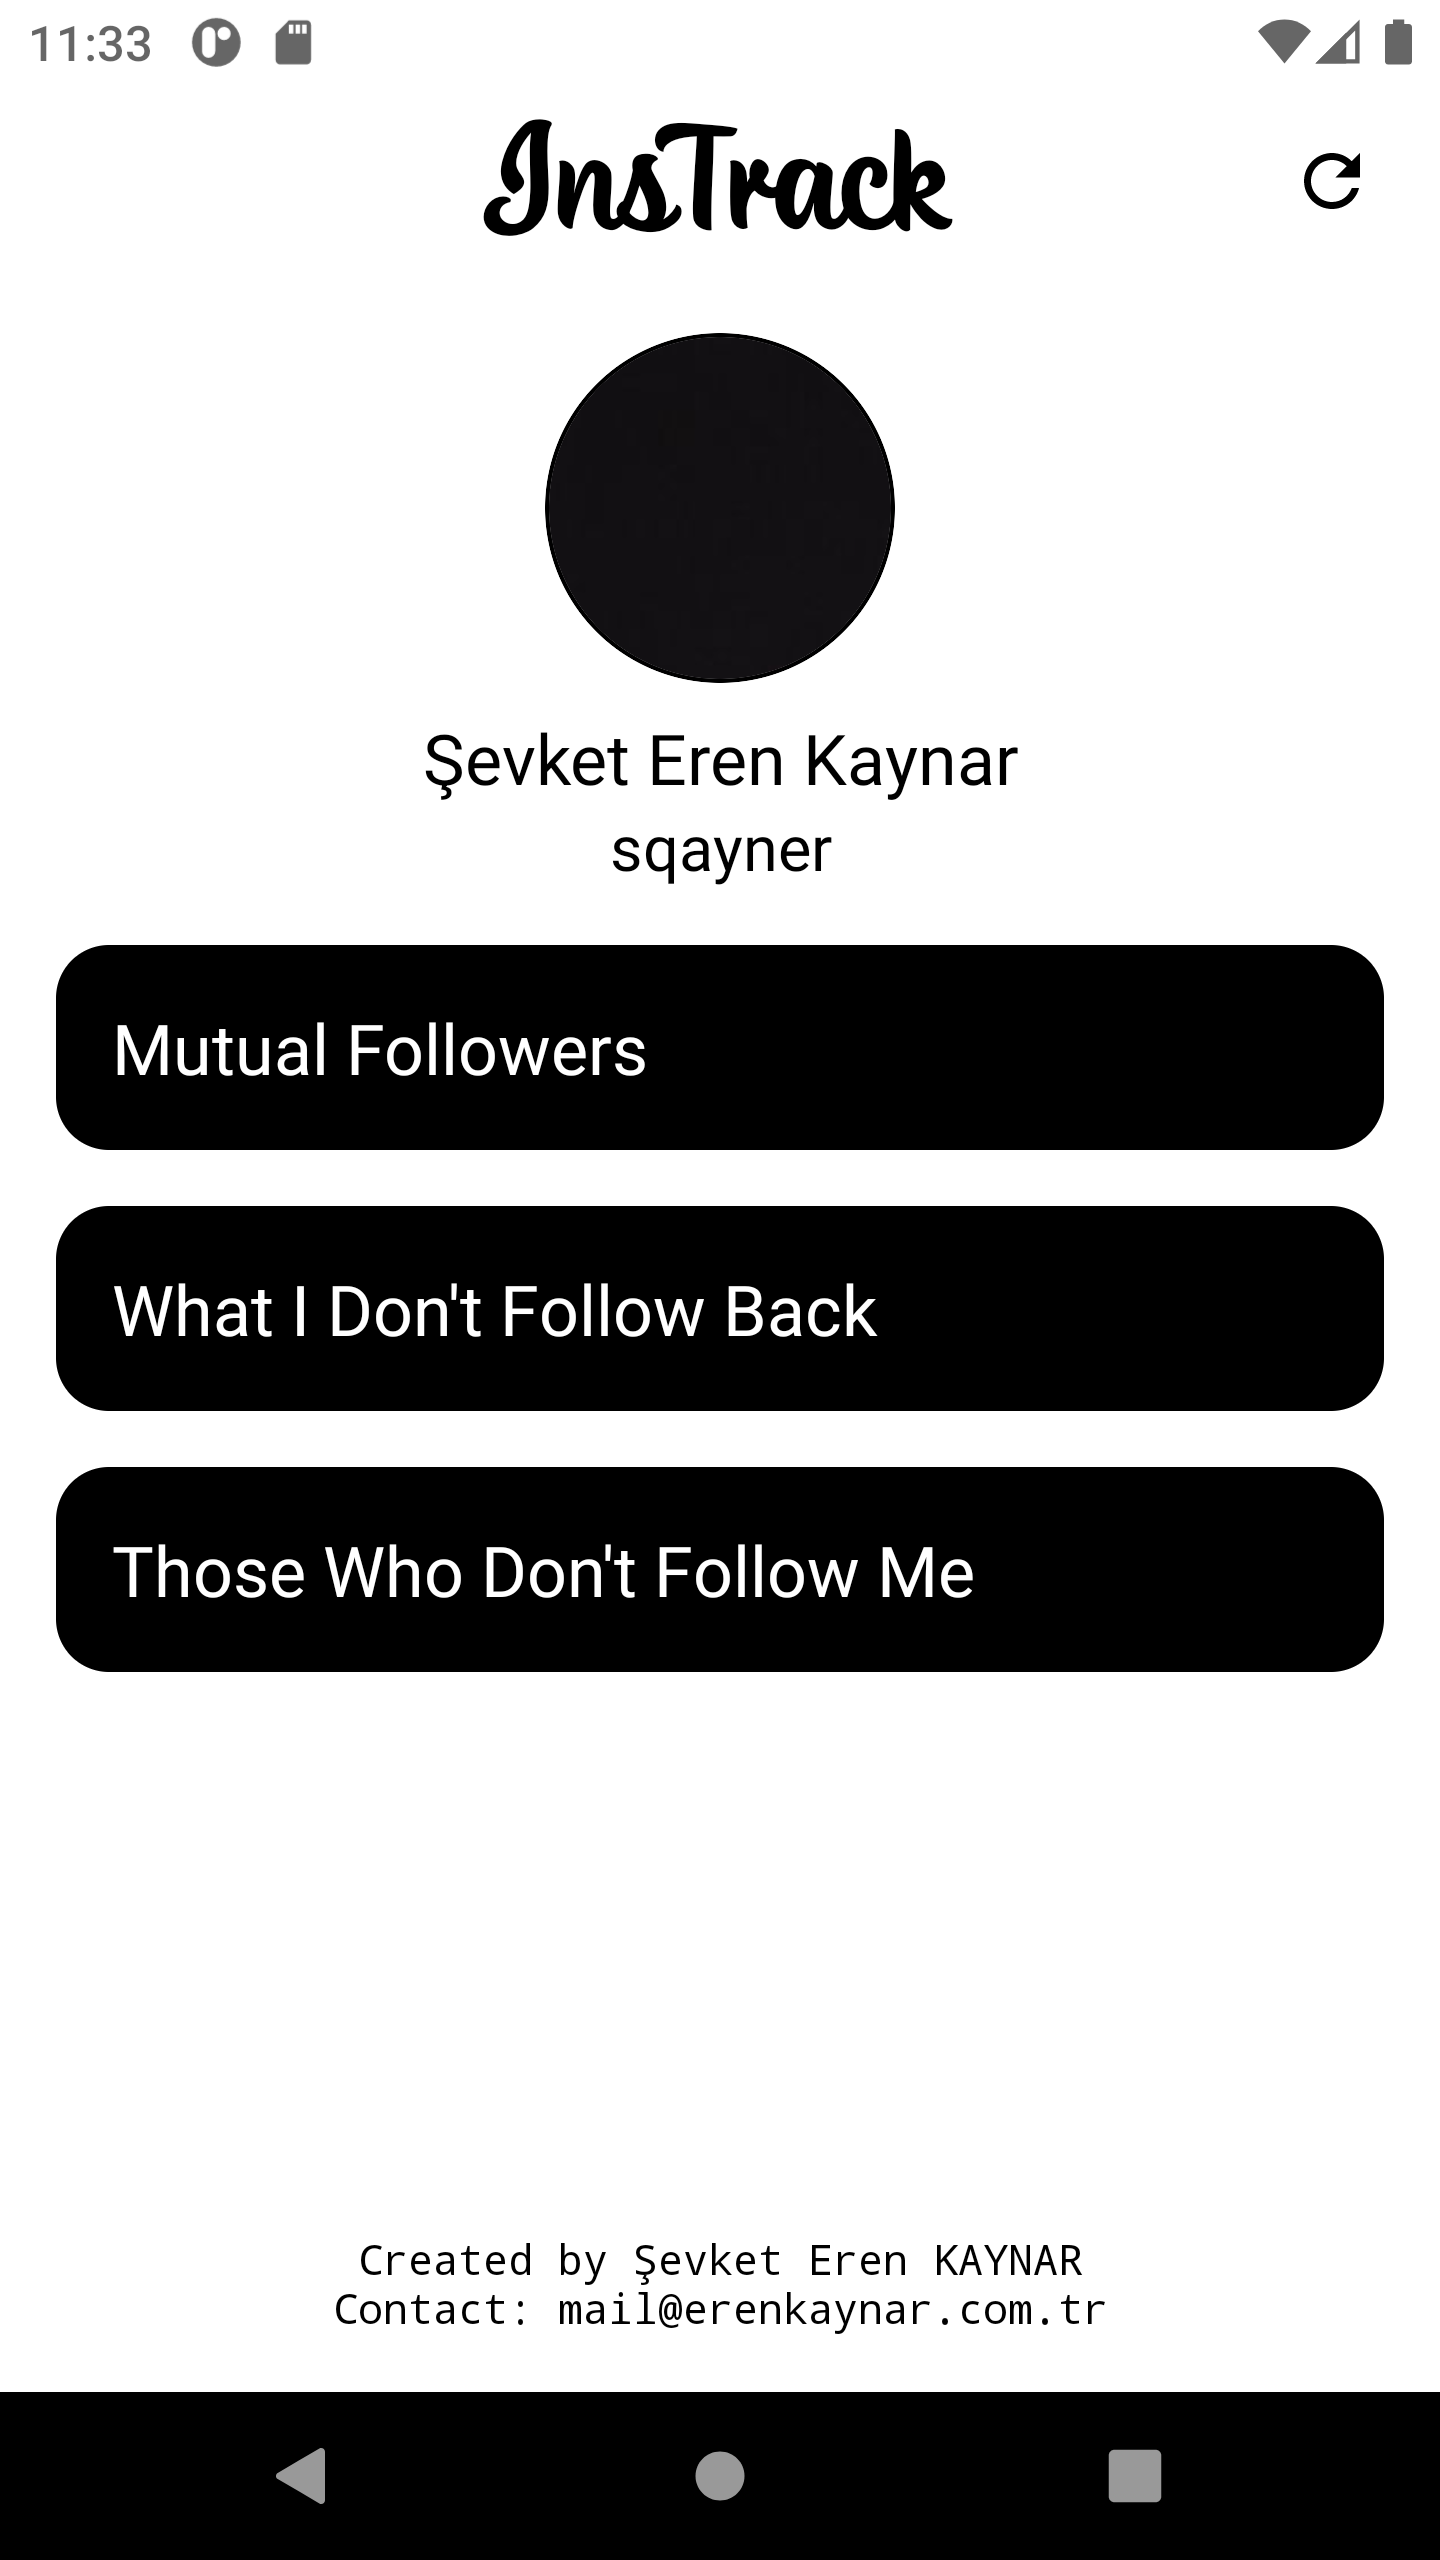 11:33
InsTrack
Şevket Eren Kaynar
sqayner
Mutual Followers
What I Don't Follow Back
Those Who Don't Follow Me
Created by Şevket Eren KAYNAR
Contact: mail@erenkaynar.com.tr